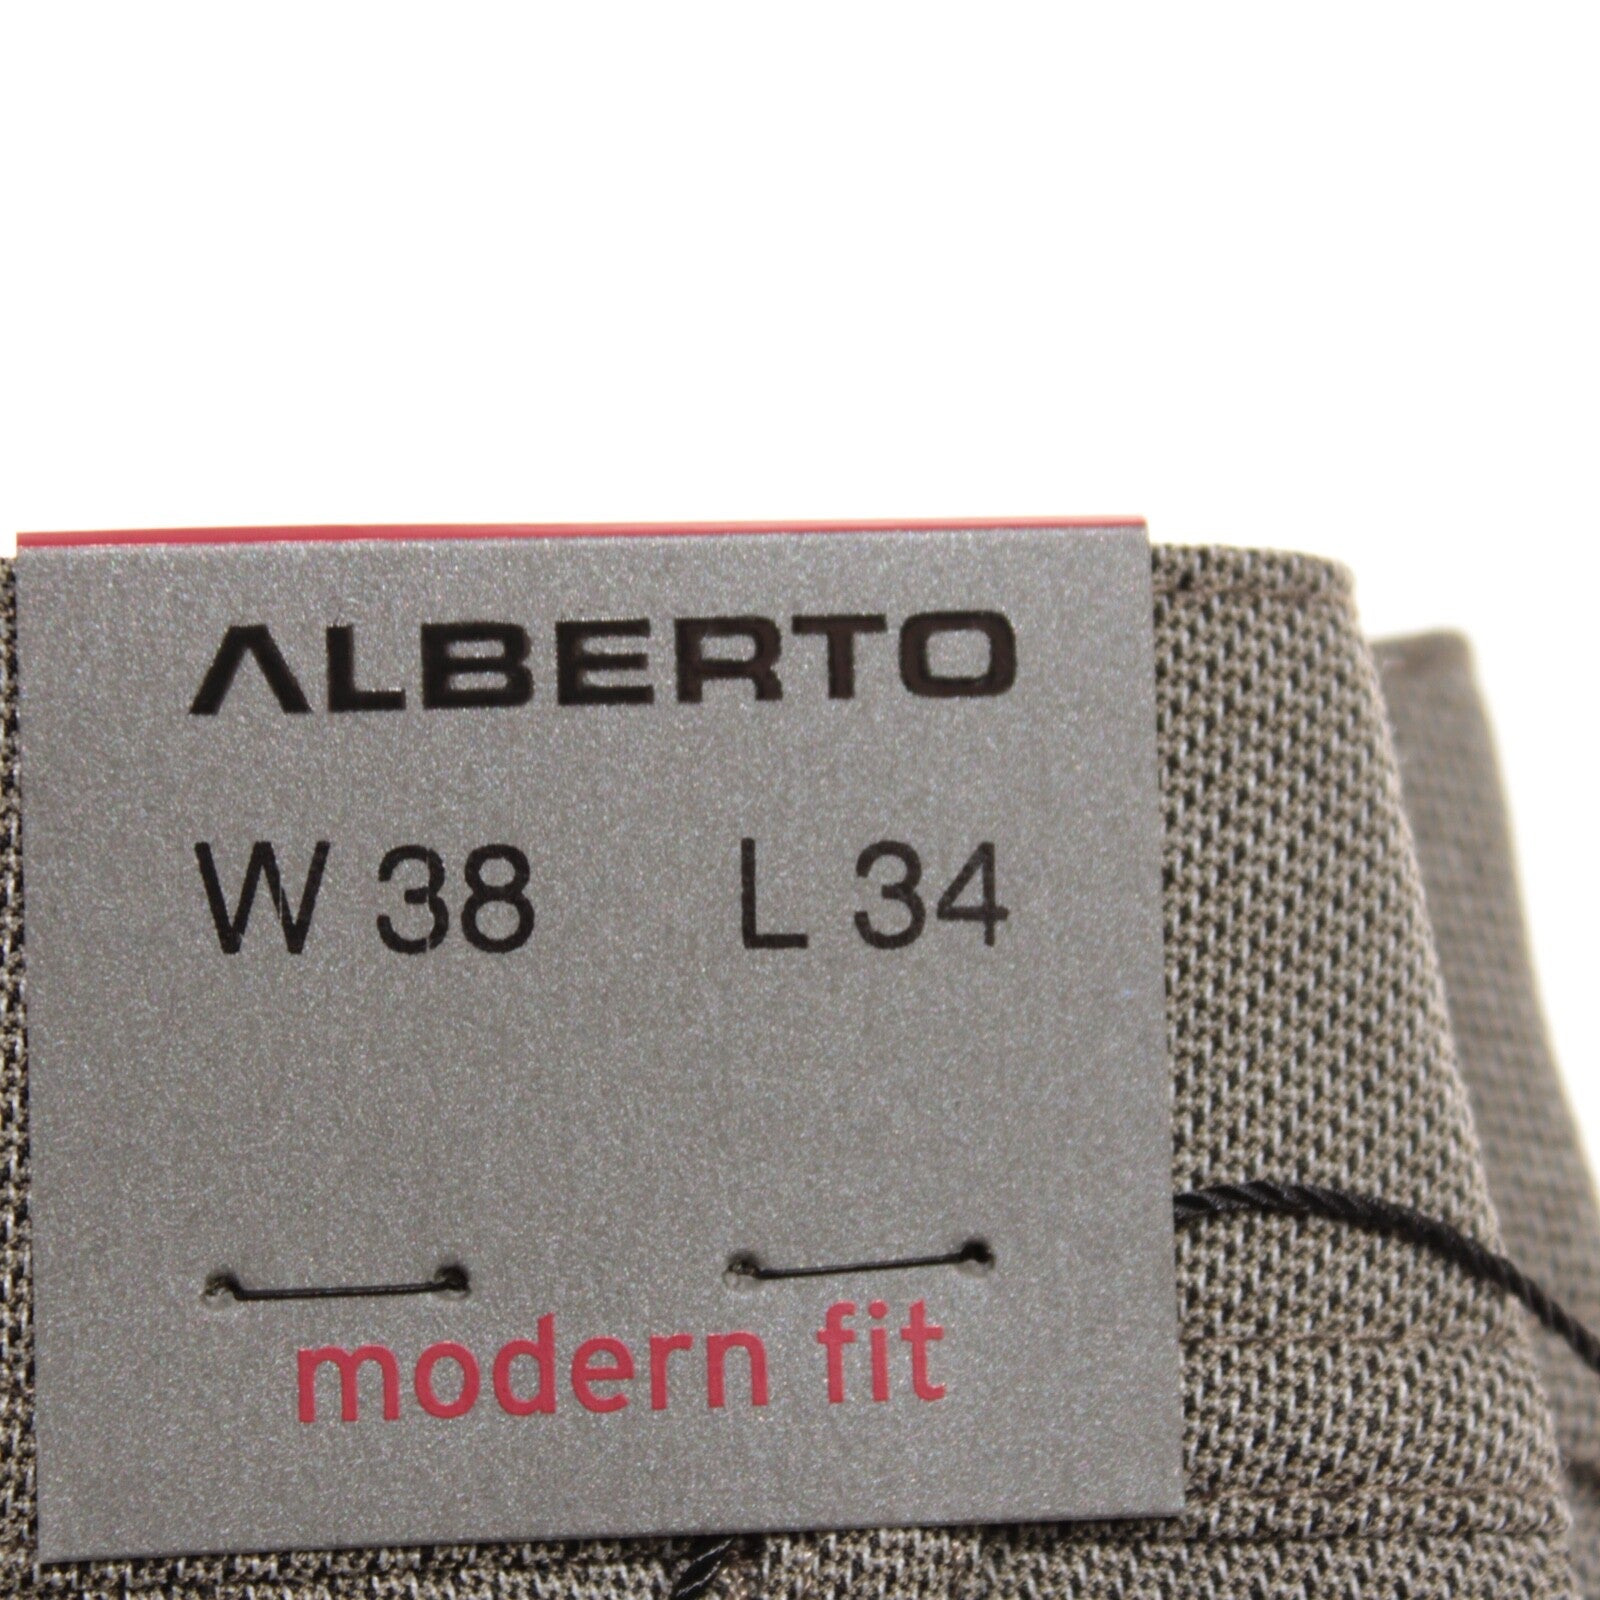 ALBERTO
W 38 L 34
modern fit